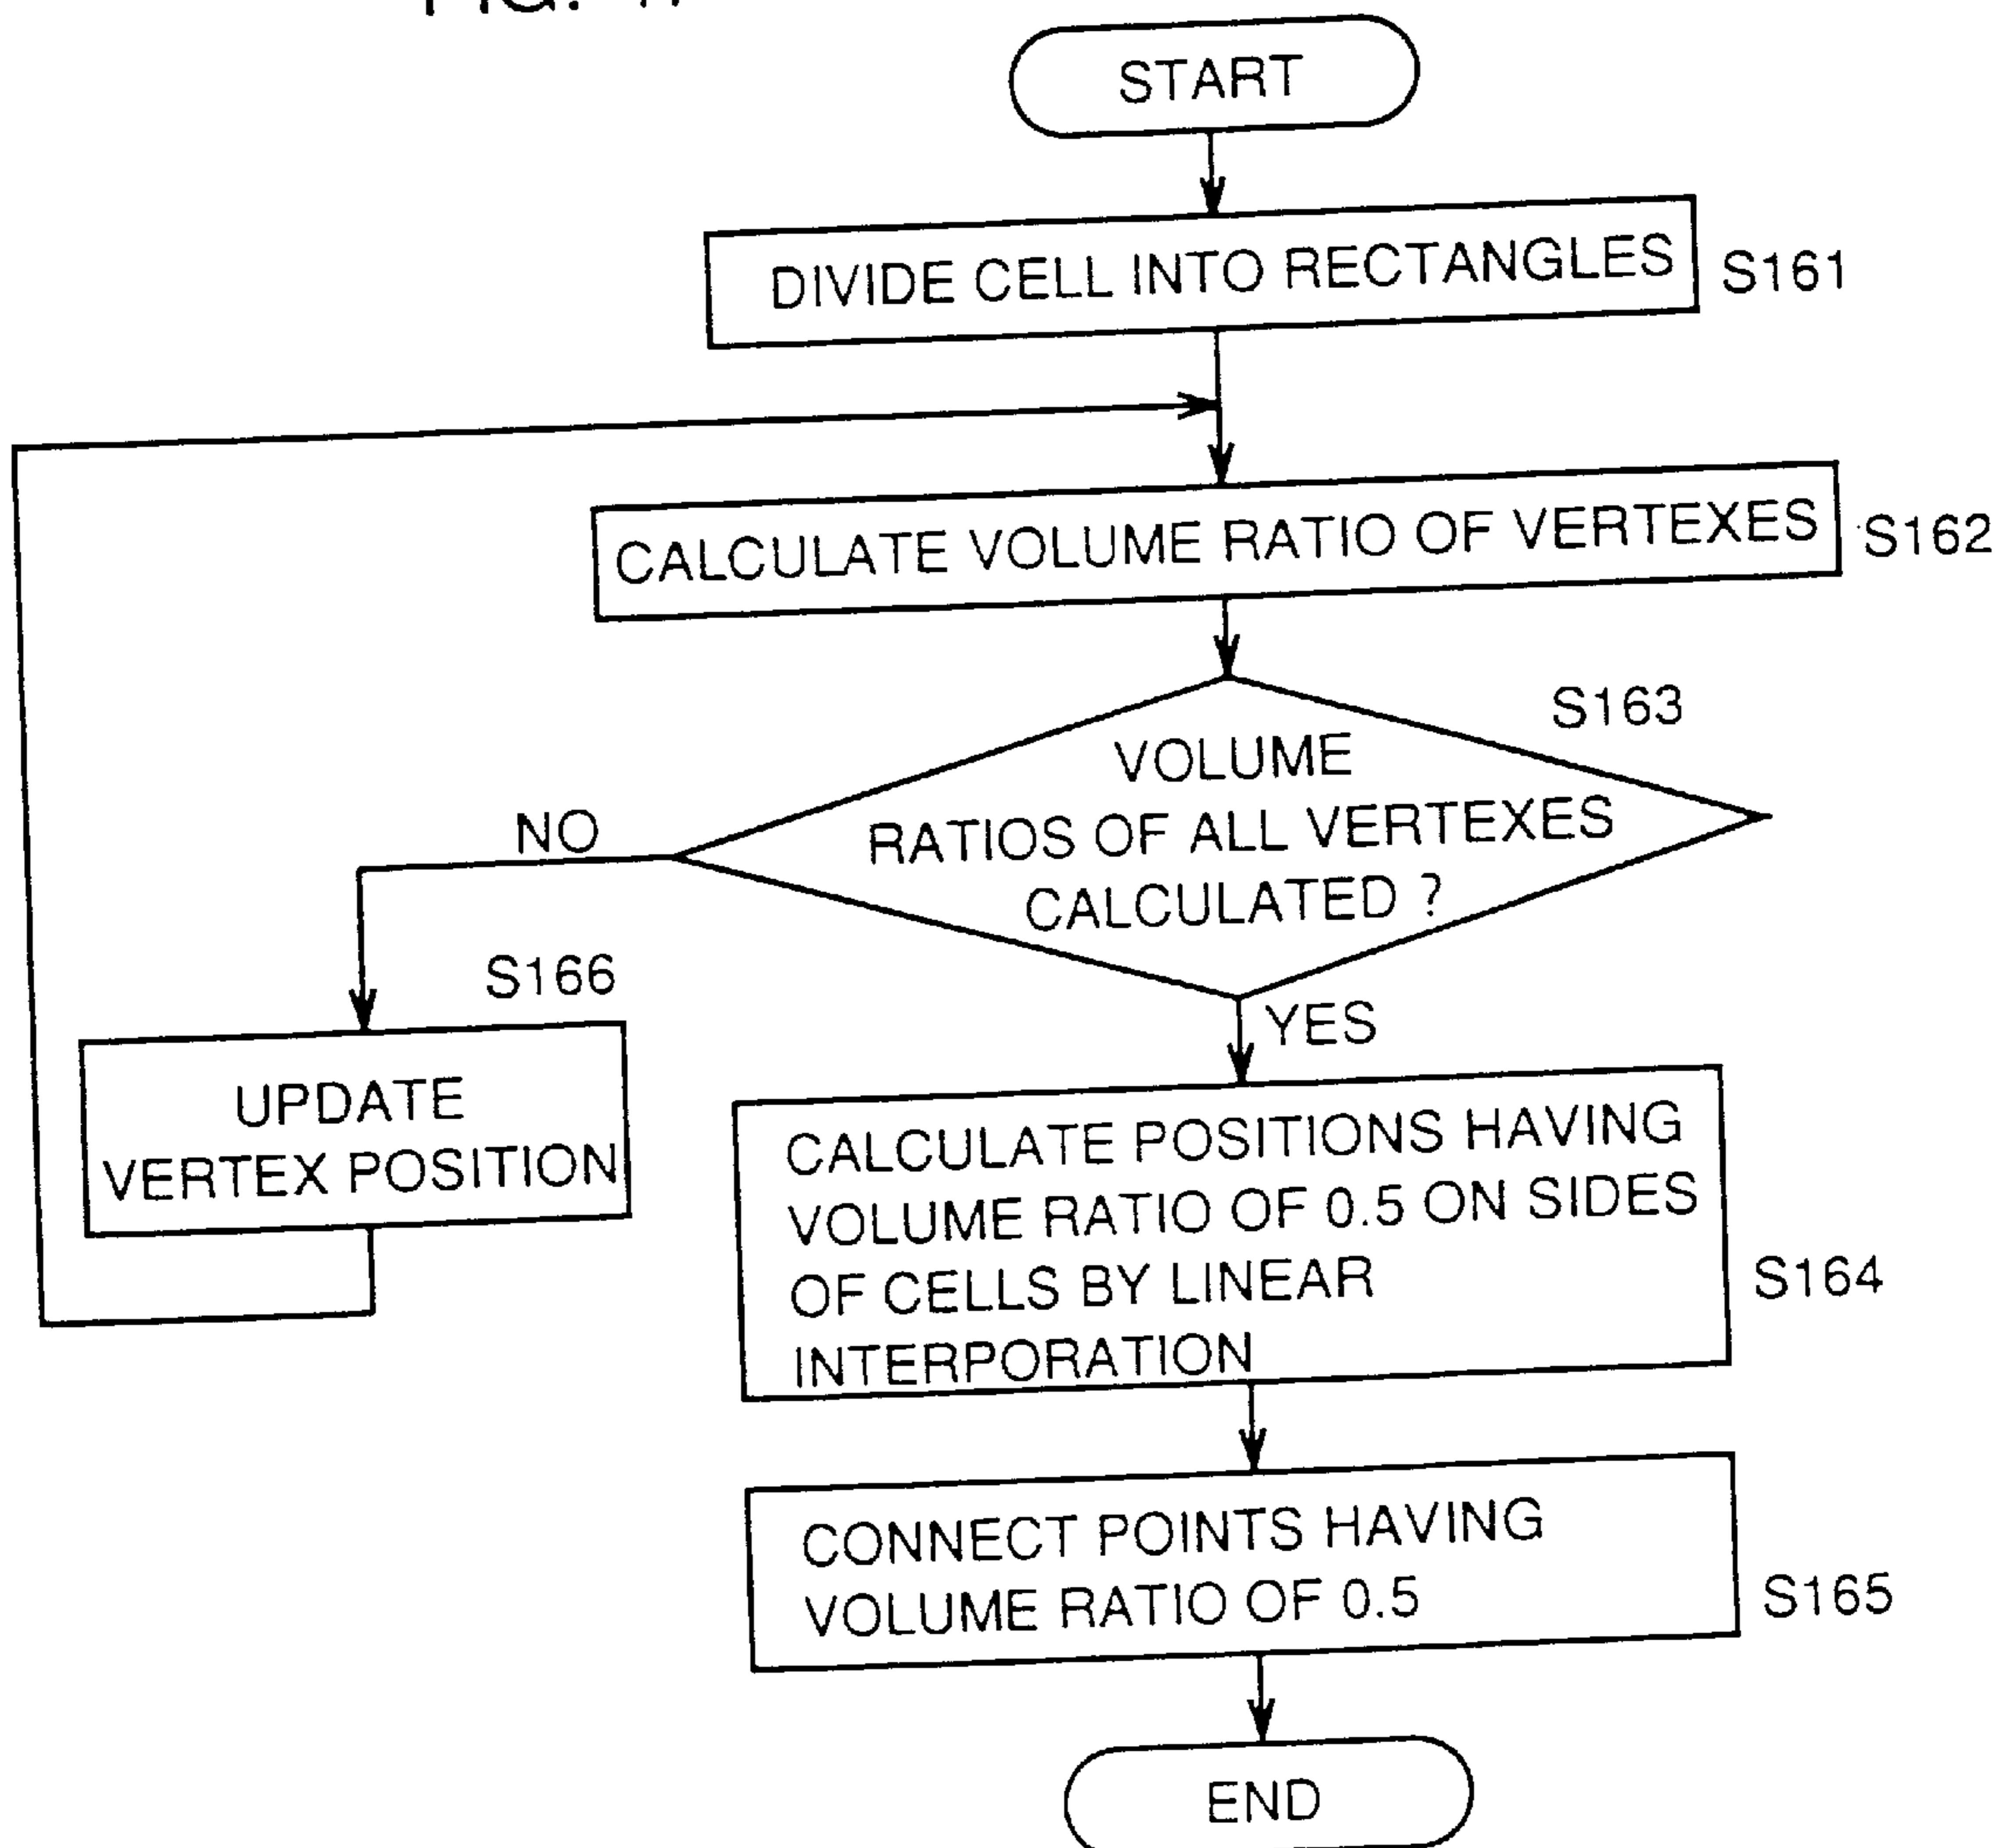 FIG.
START
DIVIDE CELL INTO RECTANGLES
S161
CALCULATE VOLUME RATIO OF VERTEXES
S162
S163
VOLUME
RATIOS OF ALL VERTEXES
CALCULATED ?
NO
YES
S166
UPDATE
VERTEX POSITION
CALCULATE POSITIONS HAVING
VOLUME RATIO OF 0.5 ON SIDES
OF CELLS BY LINEAR
INTERPORATION
S164
CONNECT POINTS HAVING
VOLUME RATIO OF 0.5
S165
END